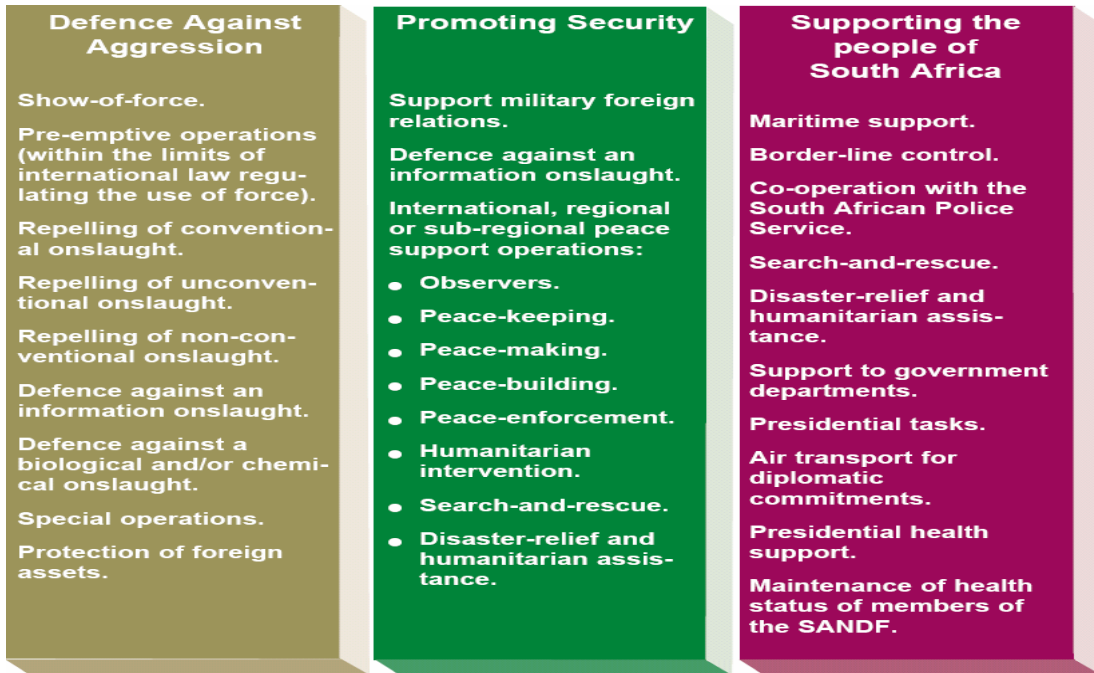 Defence Against
Aggression
Show-of-force.
Pre-emptive operations
(within the limits of
international law regu-
lating the use of force).
Repelling of convention-
al onslaught.
Repelling of unconven-
tional onslaught.
Repelling of non-con-
ventional onslaught.
Defence against an
information onslaught.
Defence against a
biological and/or chemi-
cal onslaught.
Special operations.
Protection of foreign
assets.
Promoting Security
Support military foreign
relations.
Defence against an
information onslaught.
International, regional
or sub-regional peace
support operations:
• Observers.
• Peace-keeping.
• Peace-making.
• Peace-building.
• Peace-enforcement.
• Humanitarian
intervention.
• Search-and-rescue.
• Disaster-relief and
humanitarian assis-
tance.
Supporting the
people of
South Africa
Maritime support.
Border-line control.
Co-operation with the
South African Police
Service.
Search-and-rescue.
Disaster-relief and
humanitarian assis-
tance.
Support to government
departments.
Presidential tasks.
Air transport for
diplomatic
commitments.
Presidential health
support.
Maintenance of health
status of members of
the SANDF.